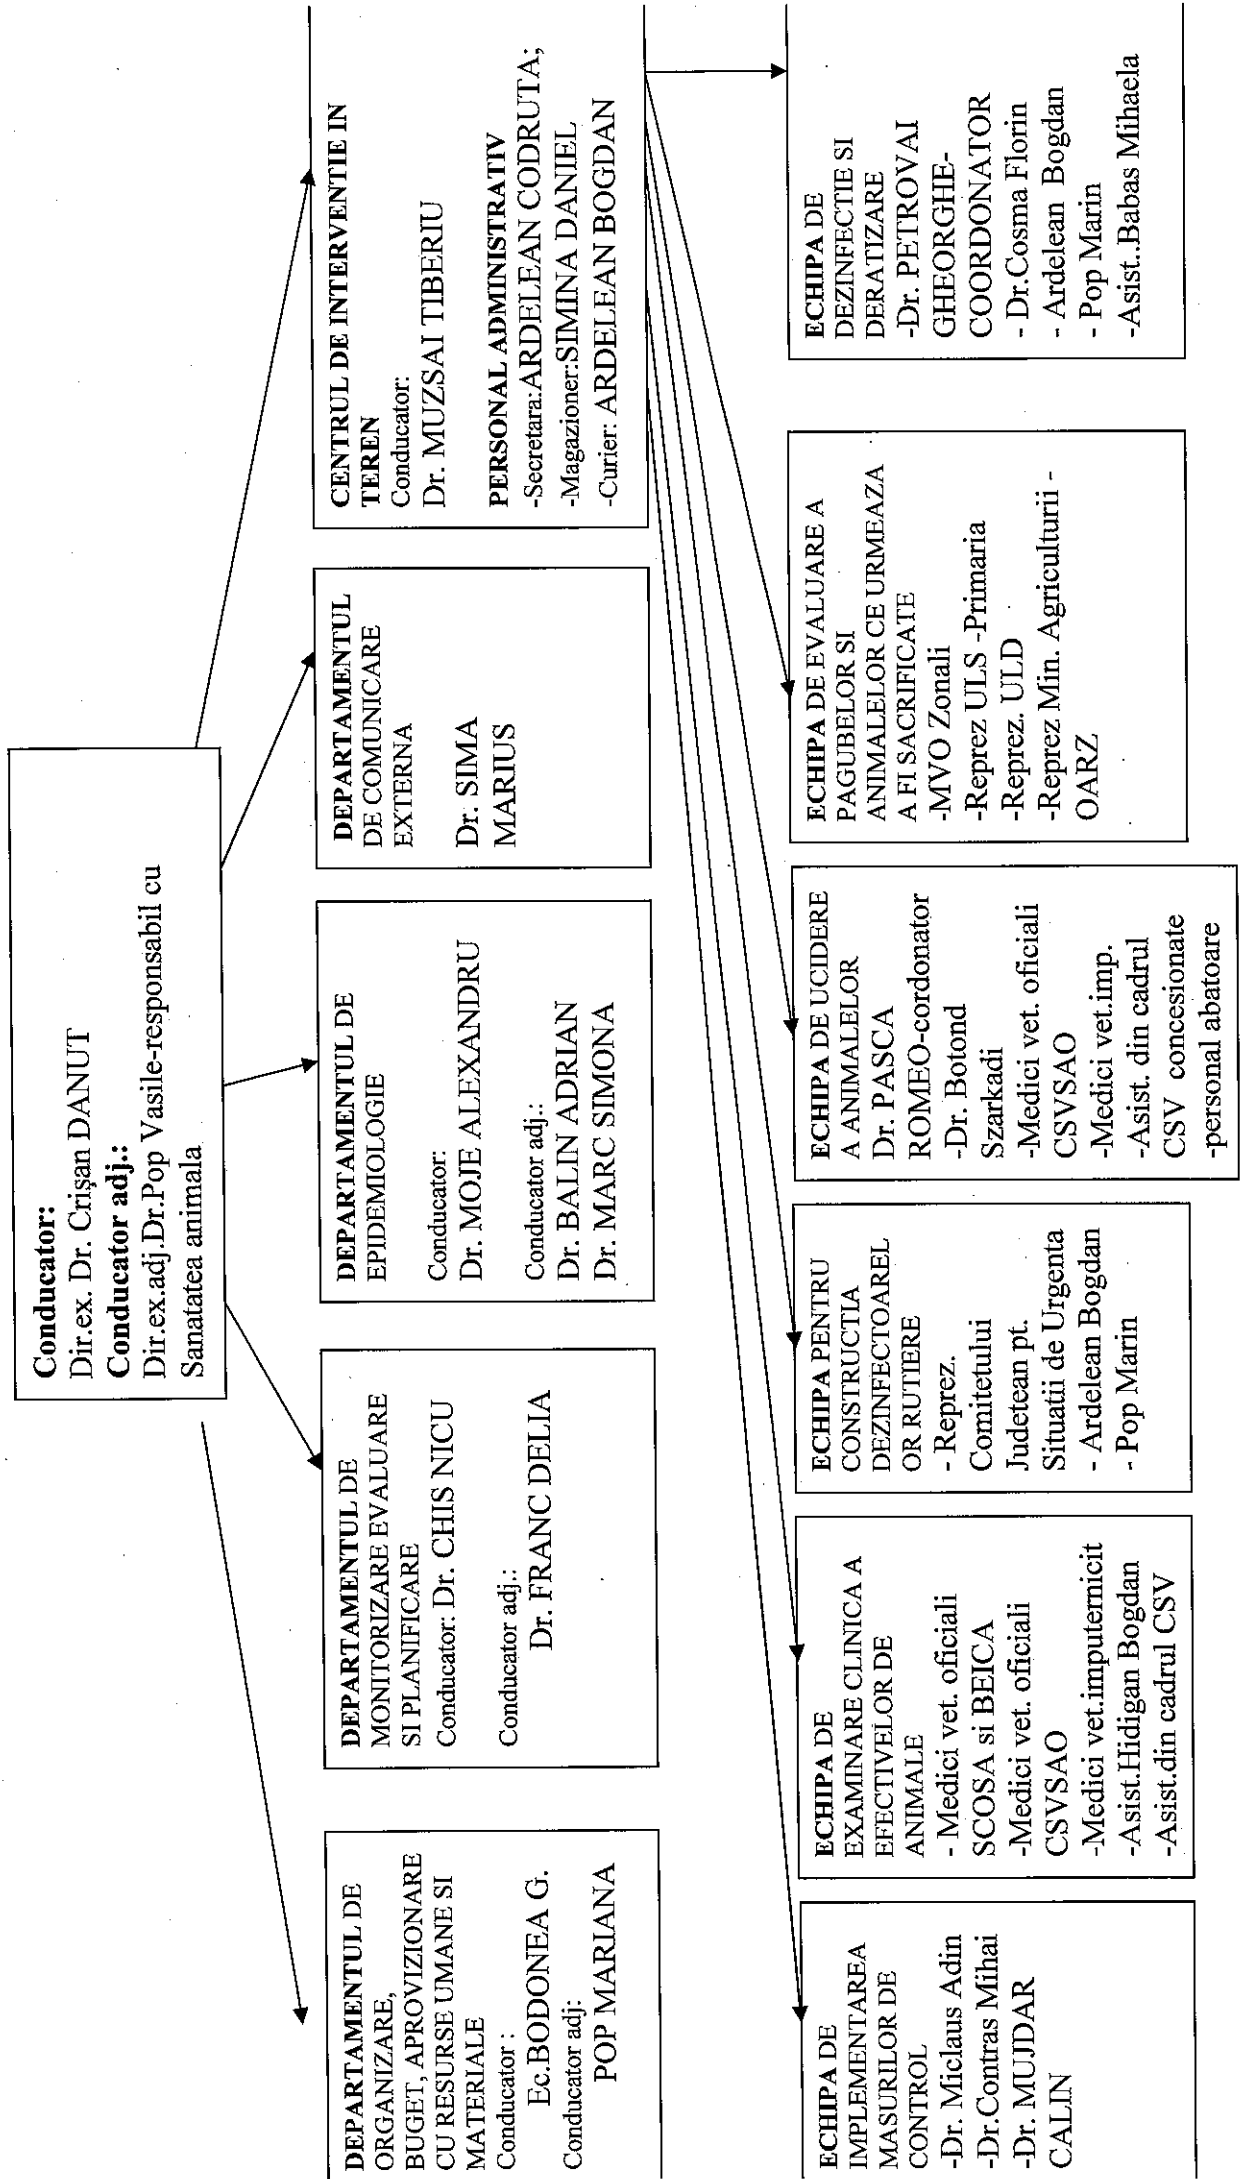 Conducator:
Dir.ex. Dr. Crişan DANUT
Conducator adj.:
Dir.ex.adj.Dr.Pop Vasile-responsabil cu
Sanatatea animala
DEPARTAMENTUL DE
ORGANIZARE,
BUGET, APROVIZIONARE
CU RESURSE UMANE SI
MATERIALE
Conducator :
Ec.BODONEA G.
Conducator adj:
POP MARIANA
DEPARTAMENTUL DE
MONITORIZARE EVALUARE
SI PLANIFICARE
Conducator: Dr. CHIS NICU
Conducator adj.:
Dr. FRANC DELIA
DEPARTAMENTUL DE
EPIDEMIOLOGIE
Conducator:
Dr. MOJE ALEXANDRU
Conducator adj.:
Dr. BALIN ADRIAN
Dr. MARC SIMONA
DEPARTAMENTUL
DE COMUNICARE
EXTERNA
Dr. SIMA
MARIUS
CENTRUL DE INTERVENTIE IN
TEREN
Conducator:
Dr. MUZSAI TIBERIU
PERSONAL ADMINISTRATIV
-Secretara:ARDELEAN CODRUTA;
-Magazioner:SIMINA DANIEL
-Curier: ARDELEAN BOGDAN
ECHIPA DE
IMPLEMENTAREA
MASURILOR DE
CONTROL
-Dr. Miclaus Adin
-Dr.Contras Mihai
-Dr. MUJDAR
CALIN
ECHIPA DE
EXAMINARE CLINICA A
EFECTIVELOR DE
ANIMALE
- Medici vet. oficiali
SCOSA si BEICA
- Medici vet. oficiali
CSVSAO
-Medici vet.imputernicit
-Asist.Hidigan Bogdan
-Asist.din cadrul CSV
ECHIPA PENTRU
CONSTRUCTIA
DEZINFECTOAREL
OR RUTIERE
- Reprez.
Comitetului
Judetean pt.
Situatii de Urgenta
- Ardelean Bogdan
- Pop Marin
ECHIPA DE UCIDERE
A ANIMALELOR
Dr. PASCA
ROMEO-cordonator
-Dr. Botond
Szarkadi
-Medici vet. oficiali
CSVSAO
-Medici vet.imp.
-Asist. din cadrul
CSV concesionate
-personal abatoare
ECHIPA DE EVALUARE A
PAGUBELOR SI
ANIMALELOR CE URMEAZA
A FI SACRIFICATE
-MVO Zonali
-Reprez ULS -Primaria
-Reprez. ULD
-Reprez Min. Agriculturii -
OARZ
ECHIPA DE
DEZINFECTIE SI
DERATIZARE
-Dr. PETROVAI
GHEORGHE-
COORDONATOR
- Dr.Cosma Florin
- Ardelean Bogdan
- Pop Marin
-Asist..Babas Mihaela